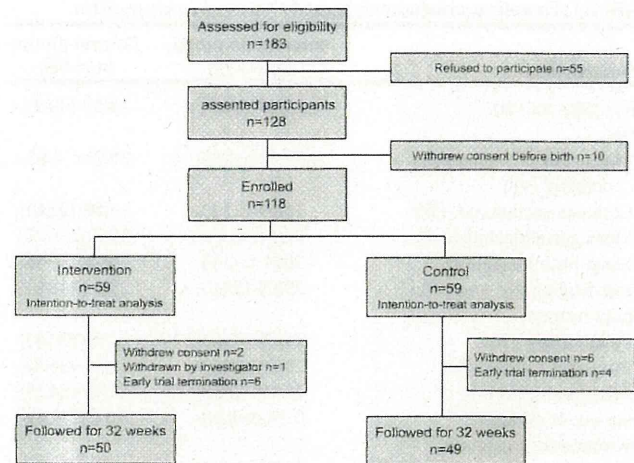 Assessed for eligibility
n=183
Refused to participate n=55
assented participants
n=128
Withdrew consent before birth n=10
Enrolled
n=118
Intervention
n=59
Intention-to-treat analysis
Control
n=59
Intention-to-treat analysis
Withdrew consent n=2
Withdrawn by investigator n=1
Early trial termination n=6
Withdrew consent n=6
Early trial termination n=4
Followed for 32 weeks
n=50
Followed for 32 weeks
n=49